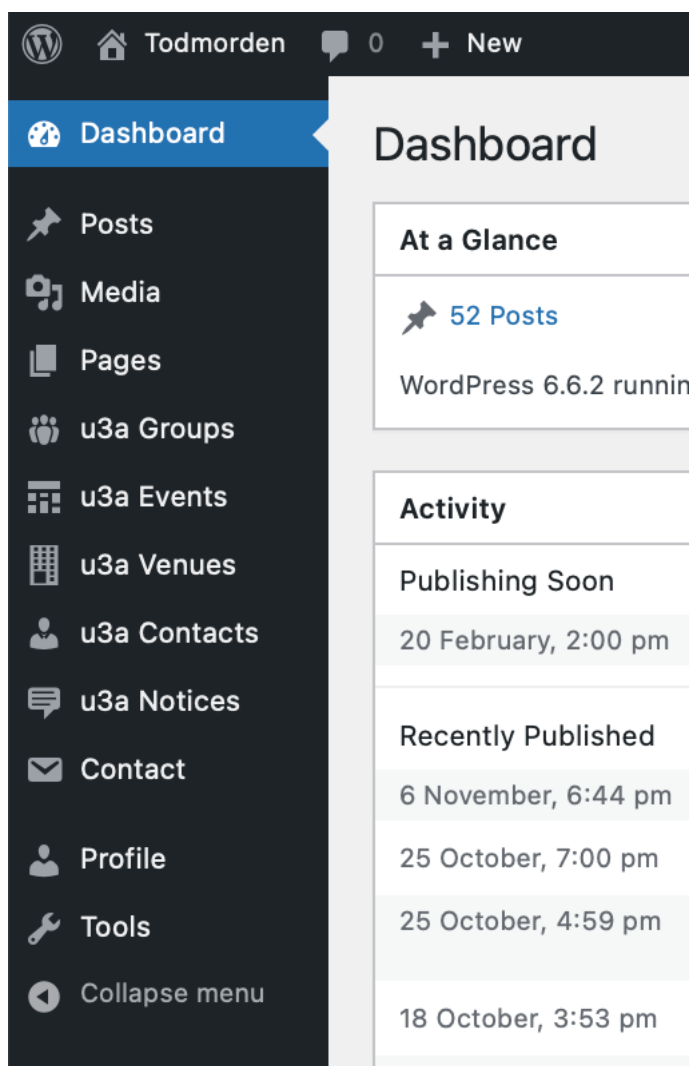 Todmorden 0 New
Dashboard
Posts
Media
Pages
u3a Groups
u3a Events
u3a Venues
u3a Contacts
u3a Notices
Contact
Profile
Tools
Collapse menu
Dashboard
At a Glance
52 Posts
WordPress 6.6.2
Activity
Publishing Soon
20 February, 2:00 pm
Recently Published
6 November, 6:44 pm
25 October, 7:00 pm
25 October, 4:59 pm
18 October, 3:53 pm